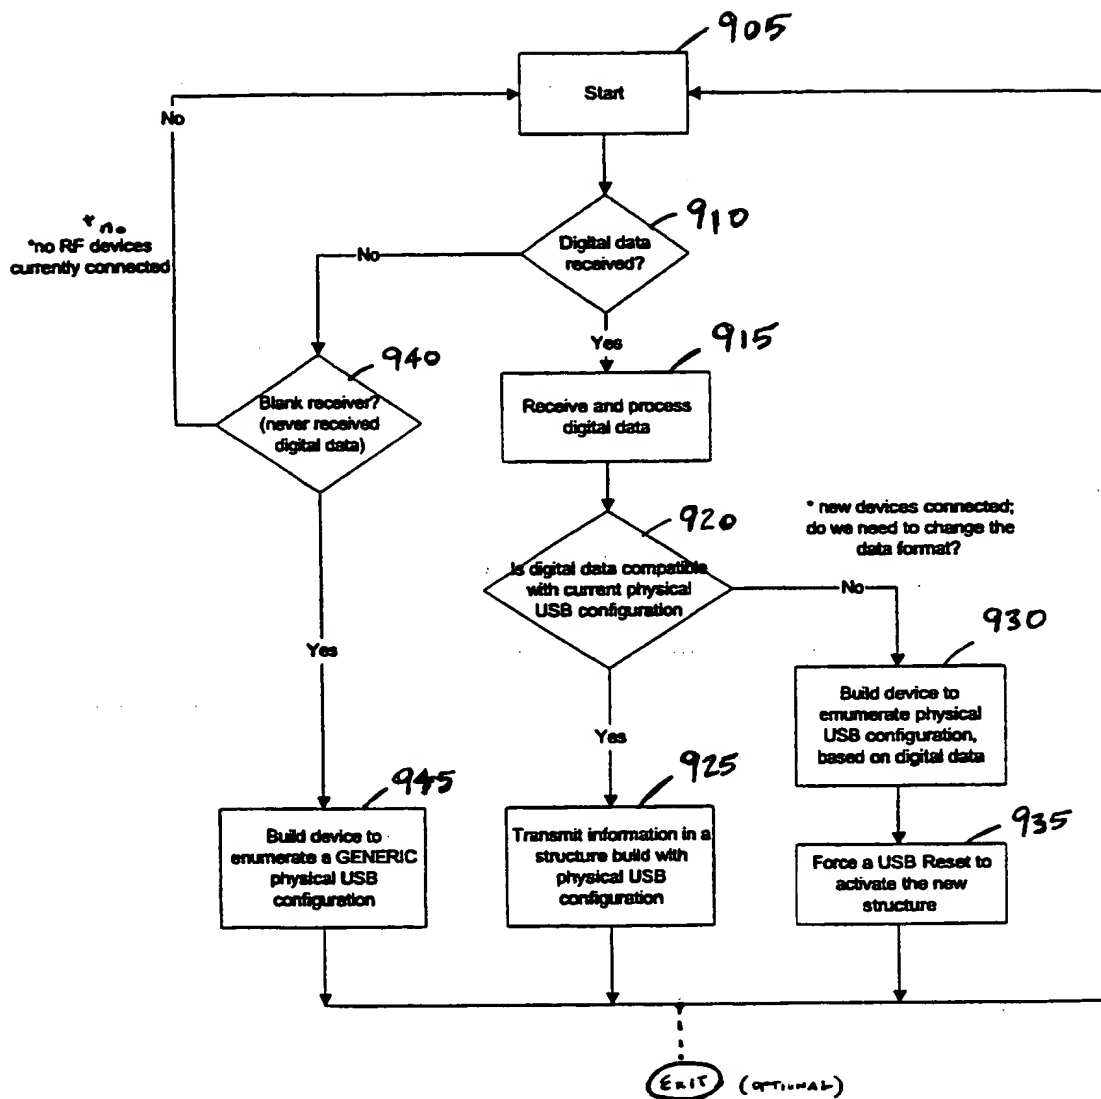 905
Start
No
910
* no
*no RF devices
currently connected
Digital data
received?
No
Yes
915
940
Blank receiver?
(never received
digital data)
Receive and process
digital data
* new devices connected;
do we need to change the
data format?
920
Is digital data compatible
with current physical
USB configuration
No
930
Yes
Build device to
enumerate physical
USB configuration,
based on digital data
Yes
925
945
935
Build device to
enumerate a GENERIC
physical USB
configuration
Transmit information in a
structure build with
physical USB
configuration
Force a USB Reset to
activate the new
structure
EXIT (OPTIONAL)